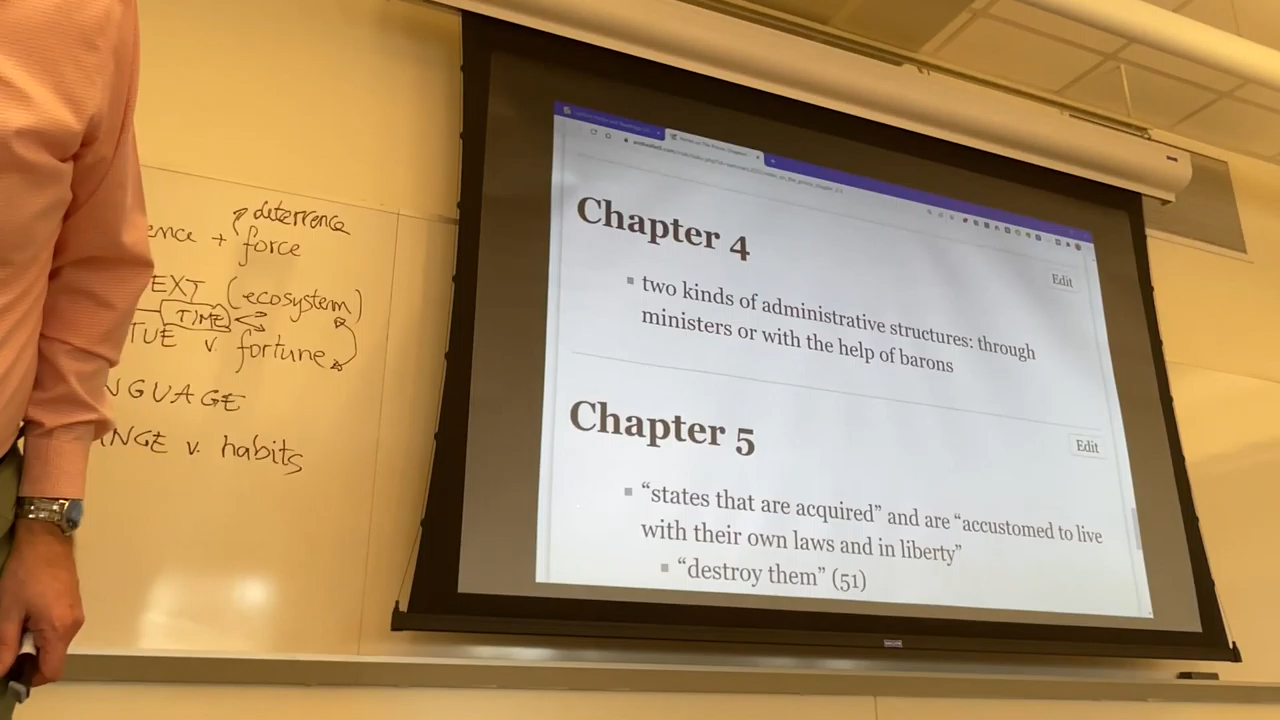 deterrence
ence + force
EXT (ecosystem)
TIME
TUE v. fortune
NGUAGE
ANGE v. habits
Chapter 4
Edit
▪ two kinds of administrative structures: through
ministers or with the help of barons
Chapter 5
Edit
▪ “states that are acquired” and are “accustomed to live
with their own laws and in liberty”
▪ “destroy them” (51)